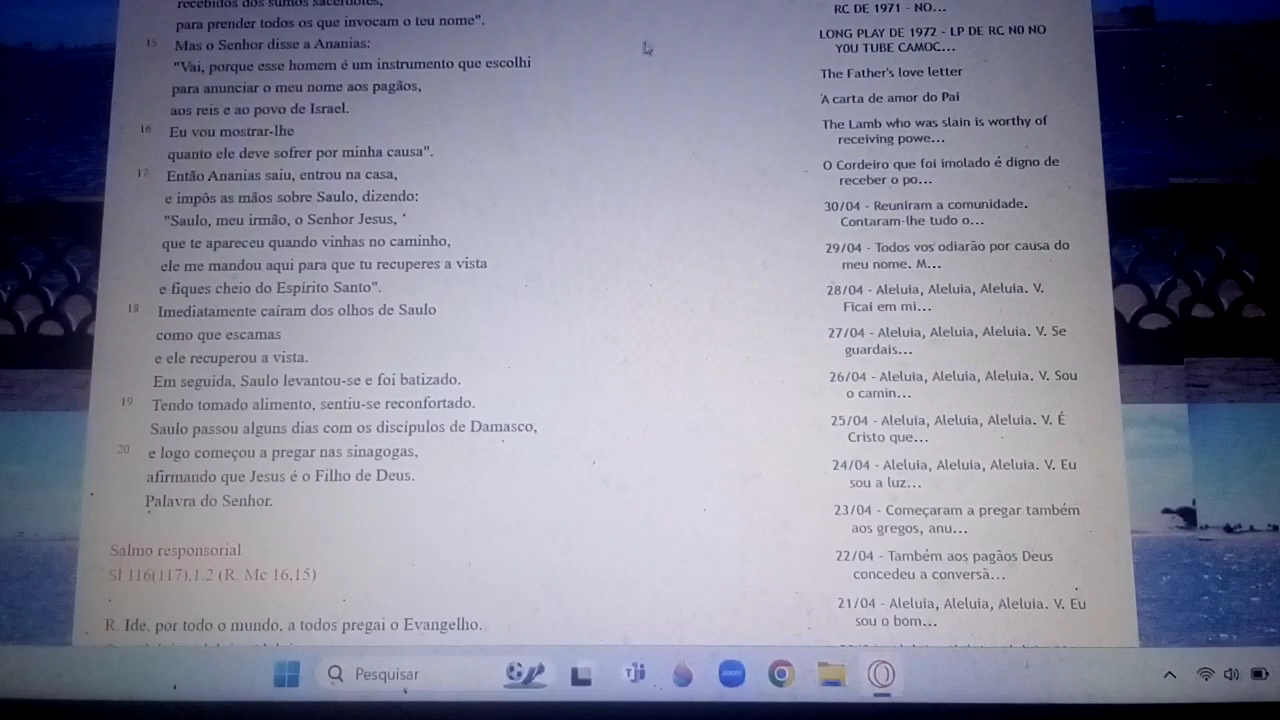 recebidos dos sumos sacerdotes,
para prender todos os que invocam o teu nome".
15 Mas o Senhor disse a Ananias:
"Vai, porque esse homem é um instrumento que escolhi
para anunciar o meu nome aos pagãos,
aos reis e ao povo de Israel.
16 Eu vou mostrar-lhe
quanto ele deve sofrer por minha causa".
17 Então Ananias saiu, entrou na casa,
e impôs as mãos sobre Saulo, dizendo:
"Saulo, meu irmão, o Senhor Jesus,
que te apareceu quando vinhas no caminho,
ele me mandou aqui para que tu recuperes a vista
e fiques cheio do Espírito Santo".
18 Imediatamente caíram dos olhos de Saulo
como que escamas
e ele recuperou a vista.
Em seguida, Saulo levantou-se e foi batizado.
19 Tendo tomado alimento, sentiu-se reconfortado.
Saulo passou alguns dias com os discípulos de Damasco,
20 e logo começou a pregar nas sinagogas,
afirmando que Jesus é o Filho de Deus.
Palavra do Senhor.
Salmo responsorial
Sl 116(117),1.2 (R. Mc 16,15)
R. Ide, por todo o mundo, a todos pregai o Evangelho.
RC DE 1971 - NO...
LONG PLAY DE 1972 - LP DE RC N0 NO
YOU TUBE CAMOC...
The Father's love letter
A carta de amor do Pai
The Lamb who was slain is worthy of
receiving powe...
O Cordeiro que foi imolado é digno de
receber o po...
30/04 - Reuniram a comunidade.
Contaram-lhe tudo o...
29/04 - Todos vos odiarão por causa do
meu nome. M...
28/04 - Aleluia, Aleluia, Aleluia. V.
Ficai em mi...
27/04 - Aleluia, Aleluia, Aleluia. V. Se
guardais...
26/04 - Aleluia, Aleluia, Aleluia. V. Sou
o camin...
25/04 - Aleluia, Aleluia, Aleluia. V. É
Cristo que...
24/04 - Aleluia, Aleluia, Aleluia. V. Eu
sou a luz...
23/04 - Começaram a pregar também
aos gregos, anu...
22/04 - Também aos pagãos Deus
concedeu a conversã...
21/04 - Aleluia, Aleluia, Aleluia. V. Eu
sou o bom...
Pesquisar
zoom